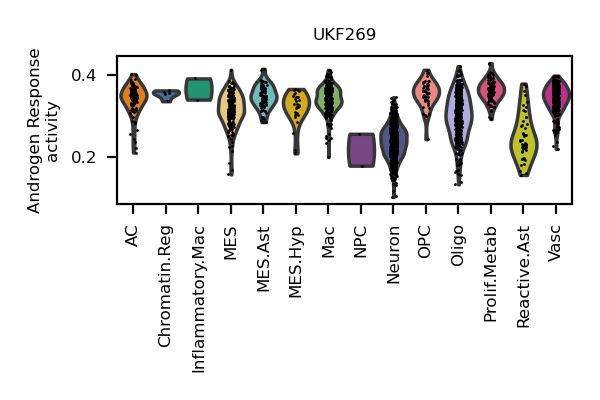 UKF269
Androgen Response
activity
0.4
0.2
AC
Chromatin.Reg
Inflammatory.Mac
MES
MES.Ast
MES.Hyp
Mac
NPC
Neuron
OPC
Oligo
Prolif.Metab
Reactive.Ast
Vasc